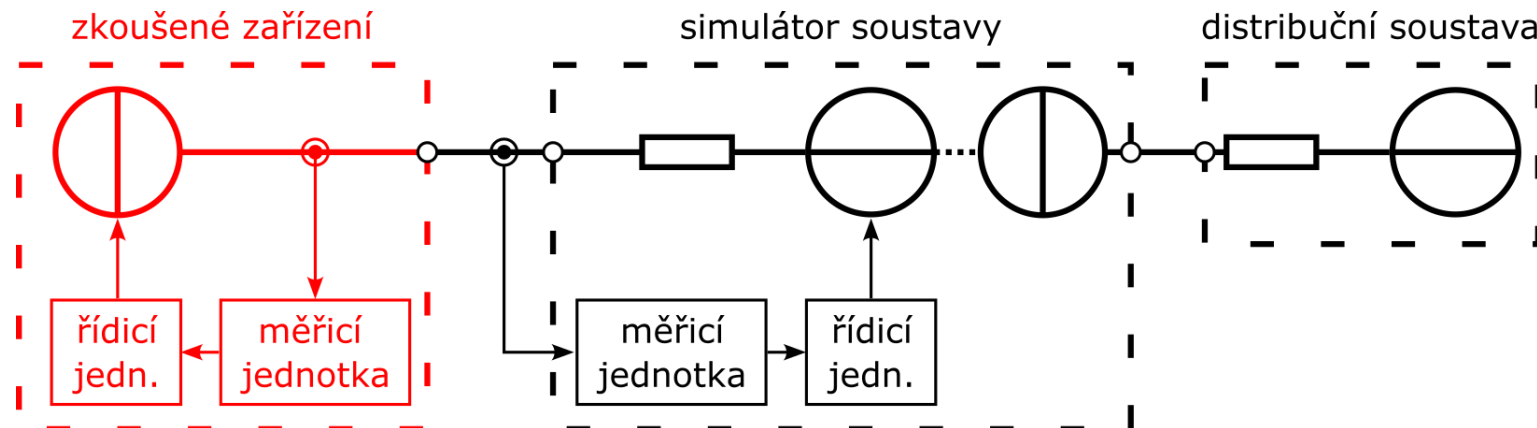 zkoušené zařízení
simulátor soustavy
distribuční soustava
řídicí
jedn.
měřicí
jednotka
měřicí
jednotka
řídicí
jedn.